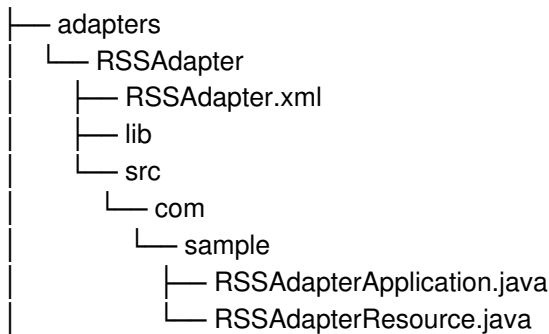 ├── adapters
│   └── RSSAdapter
│       ├── RSSAdapter.xml
│       ├── lib
│       └── src
│           └── com
│               └── sample
│                   ├── RSSAdapterApplication.java
│                   └── RSSAdapterResource.java